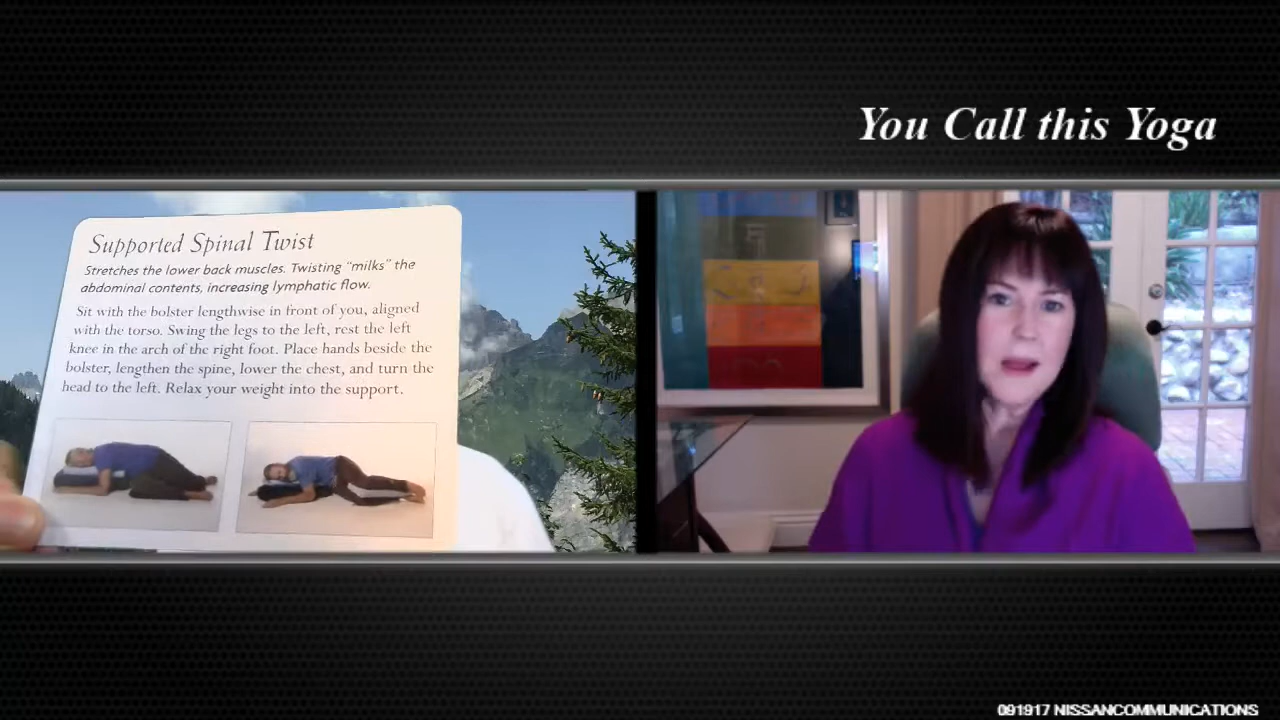 You Call this Yoga
Supported Spinal Twist
Stretches the lower back muscles. Twisting “milks” the
abdominal contents, increasing lymphatic flow.
Sit with the bolster lengthwise in front of you, aligned
with the torso. Swing the legs to the left, rest the left
knee in the arch of the right foot. Place hands beside the
bolster, lengthen the spine, lower the chest, and turn the
head to the left. Relax your weight into the support.
091917 NISSANCOMMUNICATIONS